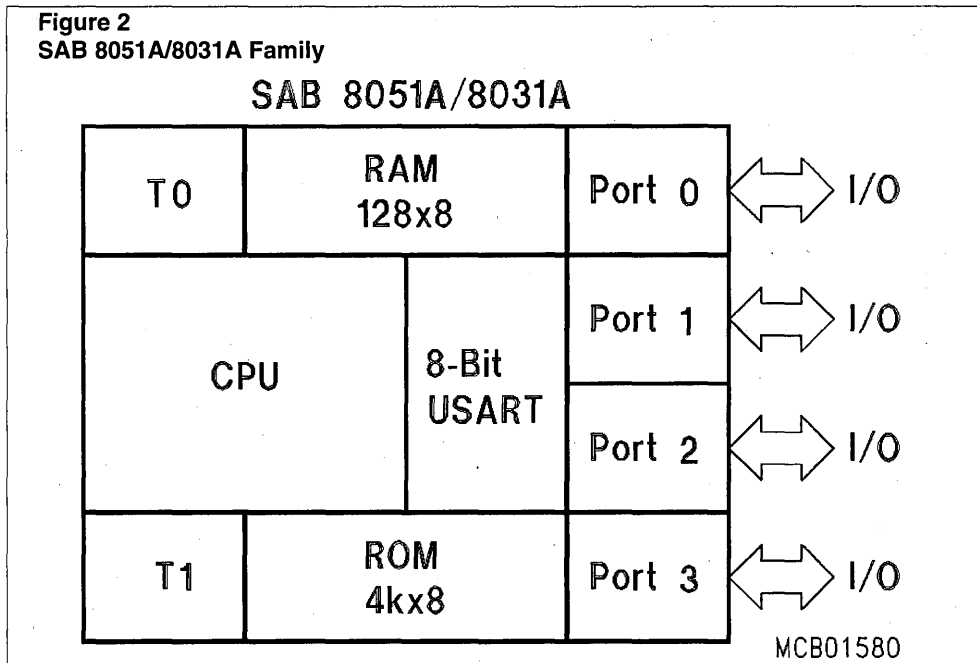 Figure 2
SAB 8051A/8031A Family
SAB 8051A/8031A
T0
RAM
128x8
Port 0
I/O
Port 1
I/O
CPU
8-Bit
USART
Port 2
I/O
T1
ROM
4kx8
Port 3
I/O
MCB01580